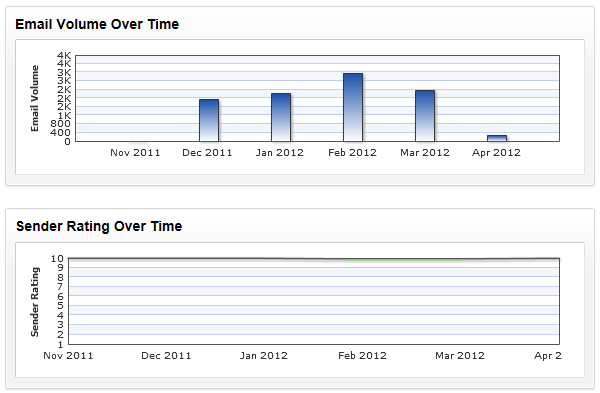 Email Volume Over Time
4K
4K
3K
3K
2K
2K
2K
1K
800
400
0
Email Volume
Nov 2011 Dec 2011 Jan 2012 Feb 2012 Mar 2012 Apr 2012
Sender Rating Over Time
10
9
8
7
6
5
4
3
2
1
Sender Rating
Nov 2011 Dec 2011 Jan 2012 Feb 2012 Mar 2012 Apr 2